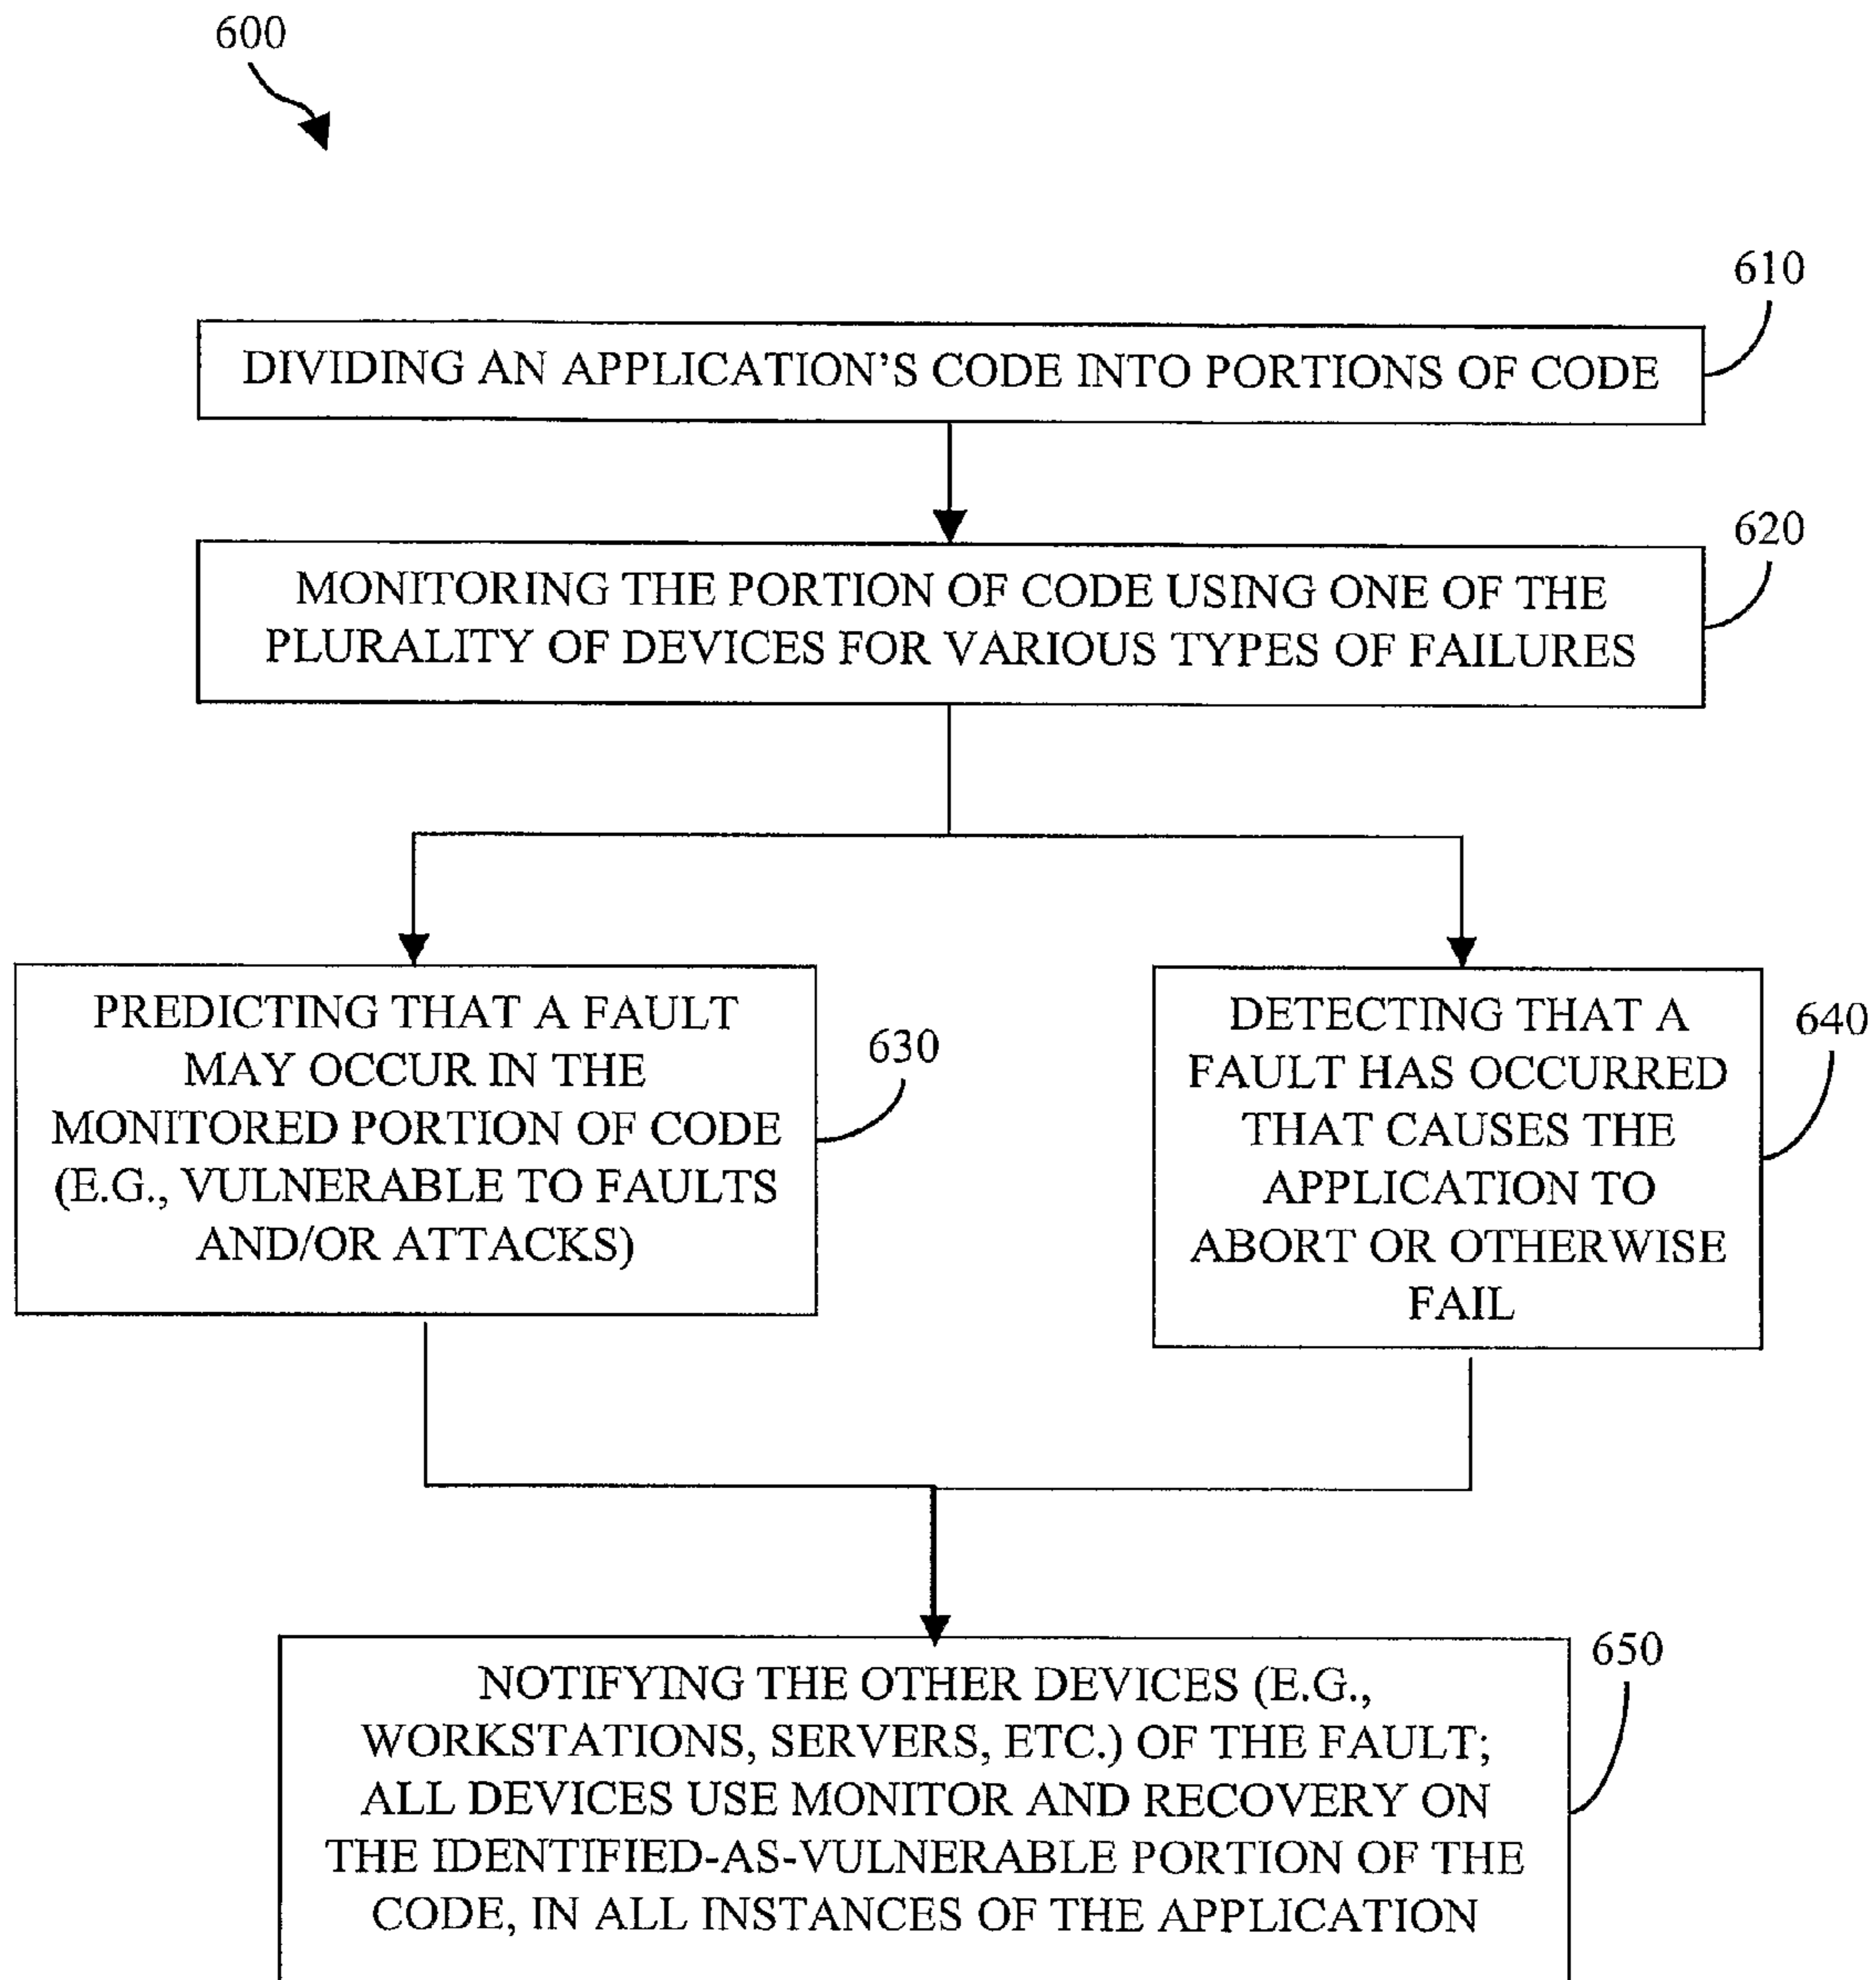 600
610
DIVIDING AN APPLICATION'S CODE INTO PORTIONS OF CODE
620
MONITORING THE PORTION OF CODE USING ONE OF THE
PLURALITY OF DEVICES FOR VARIOUS TYPES OF FAILURES
PREDICTING THAT A FAULT
MAY OCCUR IN THE
MONITORED PORTION OF CODE
(E.G., VULNERABLE TO FAULTS
AND/OR ATTACKS)
630
DETECTING THAT A
FAULT HAS OCCURRED
THAT CAUSES THE
APPLICATION TO
ABORT OR OTHERWISE
FAIL
640
650
NOTIFYING THE OTHER DEVICES (E.G.,
WORKSTATIONS, SERVERS, ETC.) OF THE FAULT;
ALL DEVICES USE MONITOR AND RECOVERY ON
THE IDENTIFIED-AS-VULNERABLE PORTION OF THE
CODE, IN ALL INSTANCES OF THE APPLICATION